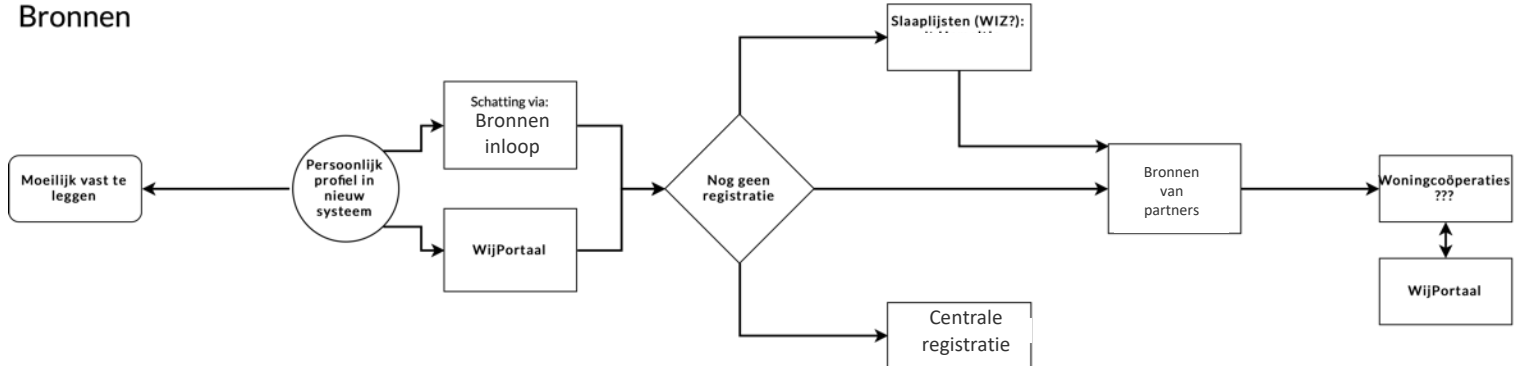 Bronnen
Slaaplijsten (WIZ?):
Schatting via:
Bronnen
inloop
Persoonlijk
profiel in
nieuw
systeem
Moeilijk vast te
leggen
WijPortaal
Nog geen
registratie
Bronnen
van
partners
Woningcoöperaties
???
WijPortaal
Centrale
registratie